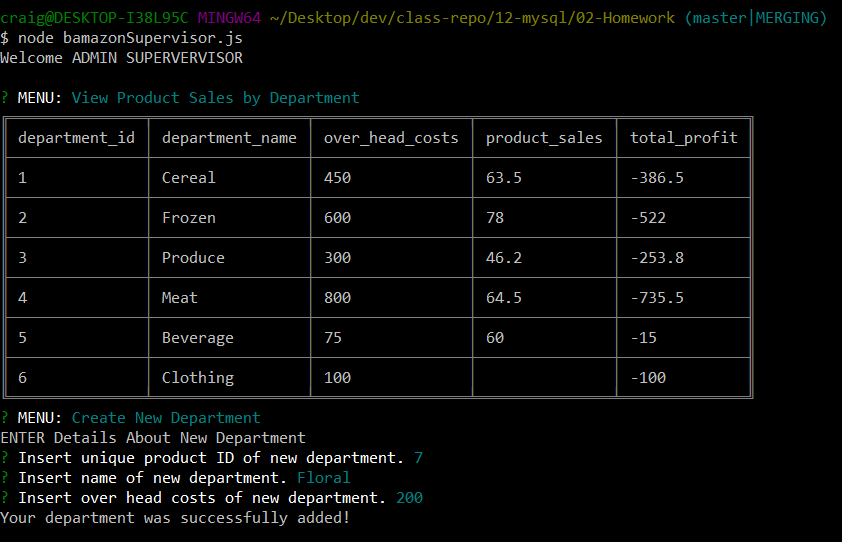 craig@DESKTOP-I38L95C MINGW64 ~/Desktop/dev/class-repo/12-mysql/02-Homework (master|MERGING)
$ node bamazonSupervisor.js
Welcome ADMIN SUPERVERVISOR
? MENU: View Product Sales by Department
department_id department_name over_head_costs product_sales total_profit
1 Cereal 450 63.5 -386.5
2 Frozen 600 78 -522
3 Produce 300 46.2 -253.8
4 Meat 800 64.5 -735.5
5 Beverage 75 60 -15
6 Clothing 100 -100
? MENU: Create New Department
ENTER Details About New Department
? Insert unique product ID of new department. 7
? Insert name of new department. Floral
? Insert over head costs of new department. 200
Your department was successfully added!